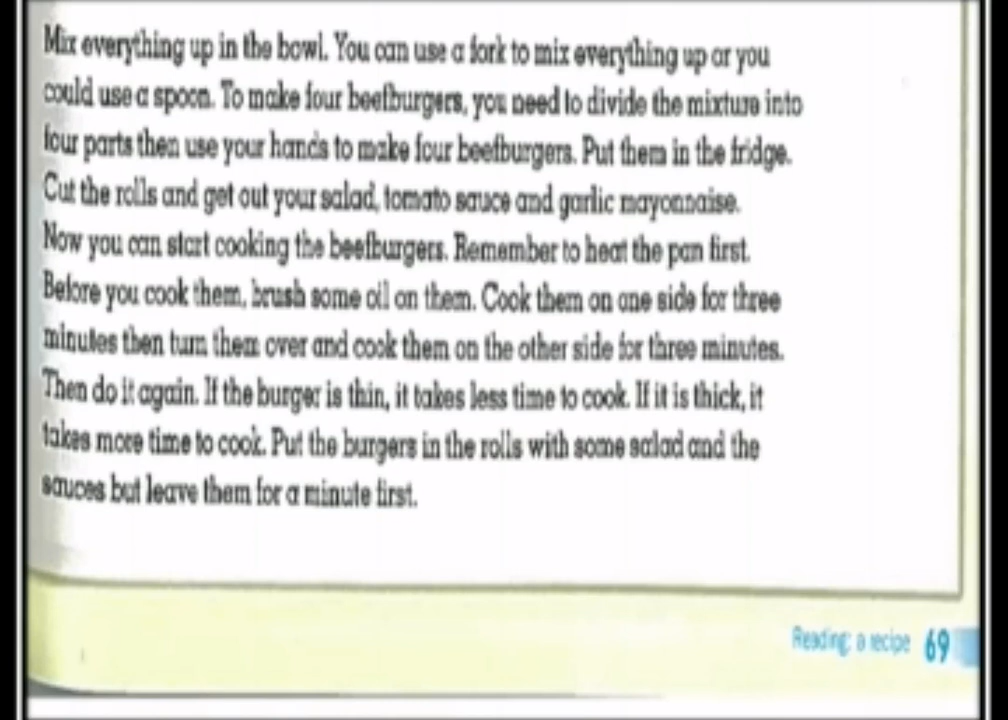 Mix everything up in the bowl. You can use a fork to mix everything up or you
could use a spoon. To make four beefburgers, you need to divide the mixture into
four parts then use your hands to make four beefburgers. Put them in the fridge.
Cut the rolls and get out your salad, tomato sauce and garlic mayonnaise.
Now you can start cooking the beefburgers. Remember to heat the pan first.
Before you cook them, brush some oil on them. Cook them on one side for three
minutes then turn them over and cook them on the other side for three minutes.
Then do it again. If the burger is thin, it takes less time to cook. If it is thick, it
takes more time to cook. Put the burgers in the rolls with some salad and the
sauces but leave them for a minute first.
Reading: a recipe 69